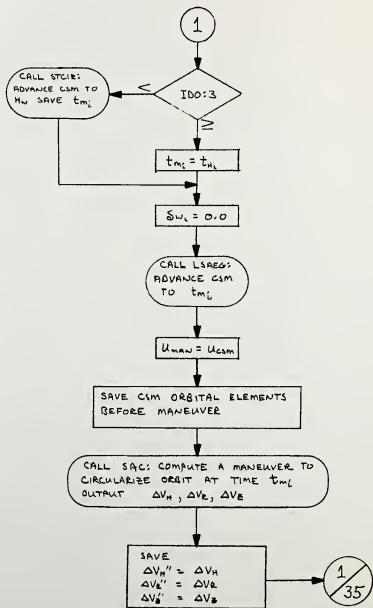 1
IDO:3
<
≥
CALL STCIR:
ADVANCE CSM TO
HW SAVE tmi
tmi = tHi
δWi = 0.0
CALL LSAEG:
ADVANCE CSM
TO tmi
UMAN = UCSM
SAVE CSM ORBITAL ELEMENTS
BEFORE MANEUVER
CALL SAC: COMPUTE A MANEUVER TO
CIRCULARIZE ORBIT AT TIME tmi
OUTPUT ΔVH, ΔVR, ΔVZ
SAVE
ΔVH" = ΔVH
ΔVR" = ΔVR
ΔVZ" = ΔVZ
1
35